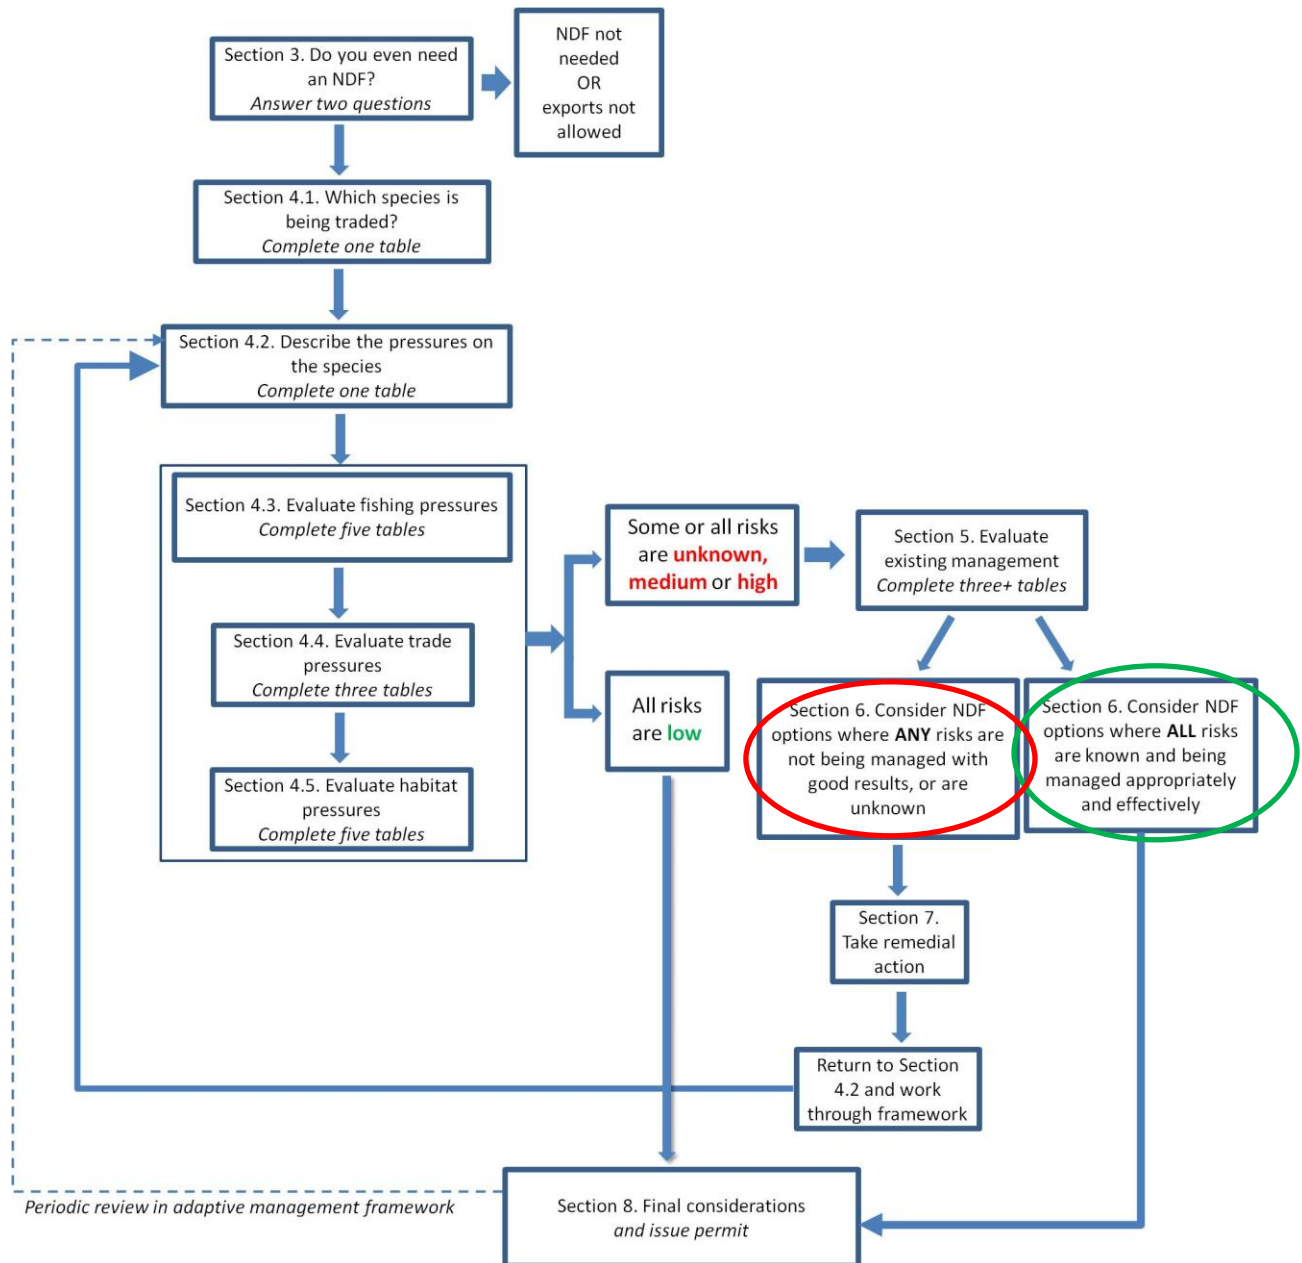 Section 3. Do you even need
an NDF?
Answer two questions
NDF not
needed
OR
exports not
allowed
Section 4.1. Which species is
being traded?
Complete one table
Section 4.2. Describe the pressures on
the species
Complete one table
Section 4.3. Evaluate fishing pressures
Complete five tables
Section 4.4. Evaluate trade
pressures
Complete three tables
Section 4.5. Evaluate habitat
pressures
Complete five tables
Some or all risks
are unknown,
medium or high
All risks
are low
Section 5. Evaluate
existing management
Complete three+ tables
Section 6. Consider NDF
options where ANY risks are
not being managed with
good results, or are
unknown
Section 6. Consider NDF
options where ALL risks
are known and being
managed appropriately
and effectively
Section 7.
Take remedial
action
Return to Section
4.2 and work
through framework
Periodic review in adaptive management framework
Section 8. Final considerations
and issue permit